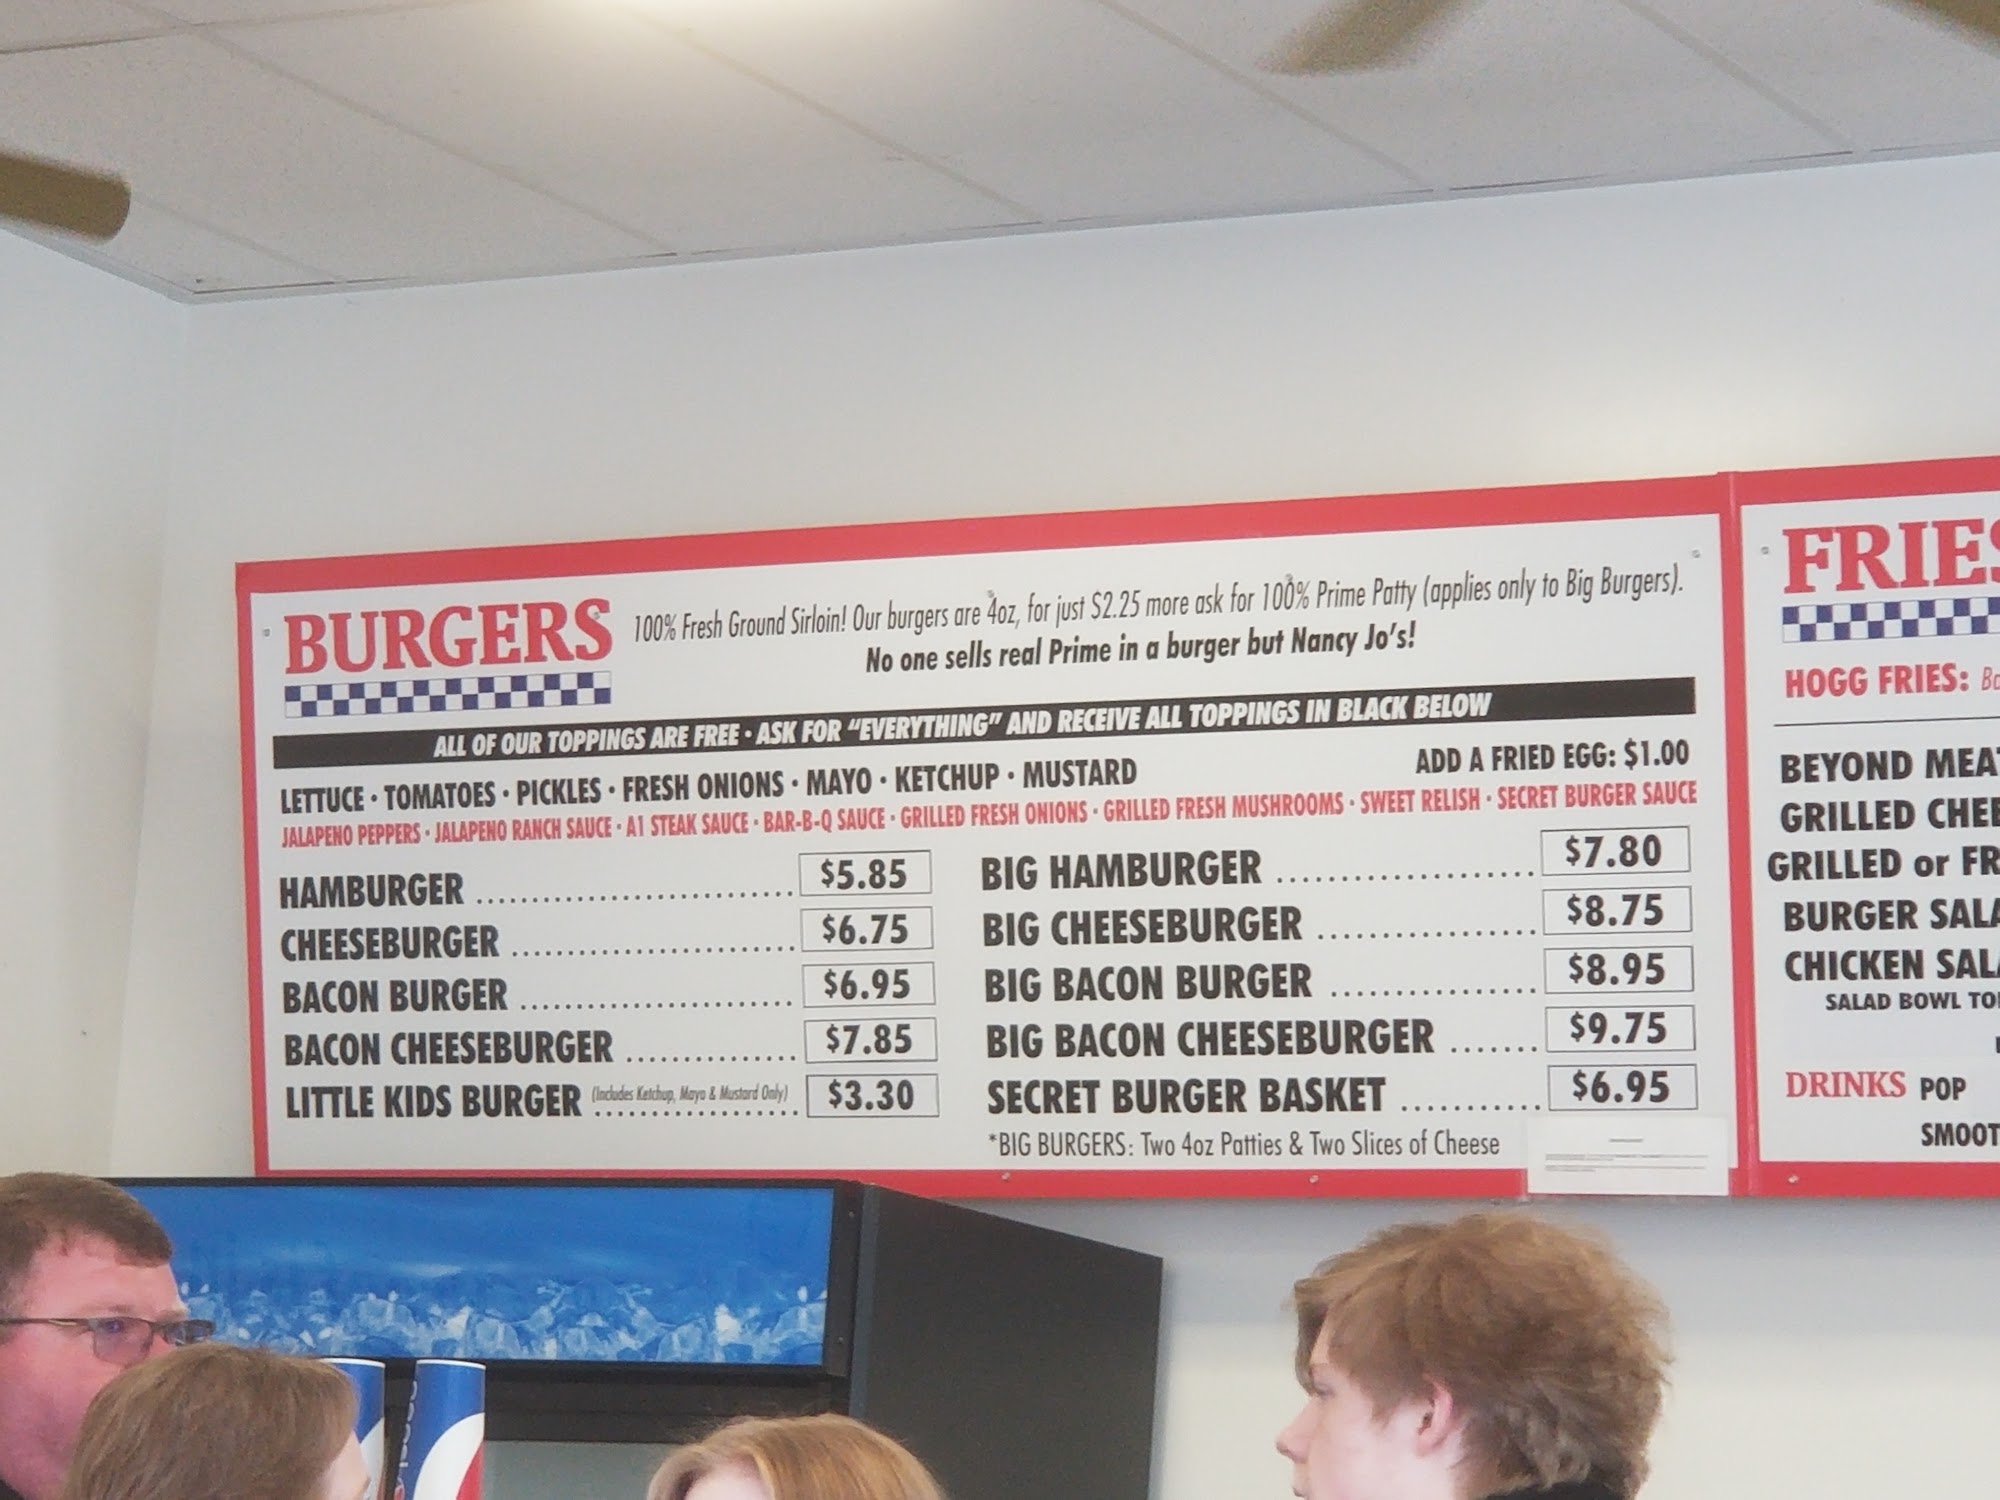 BURGERS
100% Fresh Ground Sirloin! Our burgers are 4oz, for just $2.25 more ask for 100% Prime Patty (applies only to Big Burgers).
No one sells real Prime in a burger but Nancy Jo's!
ALL OF OUR TOPPINGS ARE FREE · ASK FOR "EVERYTHING" AND RECEIVE ALL TOPPINGS IN BLACK BELOW
LETTUCE · TOMATOES · PICKLES · FRESH ONIONS · MAYO · KETCHUP · MUSTARD
ADD A FRIED EGG: $1.00
JALAPENO PEPPERS · JALAPENO RANCH SAUCE · A1 STEAK SAUCE · BAR-B-Q SAUCE · GRILLED FRESH ONIONS · GRILLED FRESH MUSHROOMS · SWEET RELISH · SECRET BURGER SAUCE
HAMBURGER $5.85
CHEESEBURGER $6.75
BACON BURGER $6.95
BACON CHEESEBURGER $7.85
LITTLE KIDS BURGER (Includes Ketchup, Mayo & Mustard Only) $3.30
BIG HAMBURGER $7.80
BIG CHEESEBURGER $8.75
BIG BACON BURGER $8.95
BIG BACON CHEESEBURGER $9.75
SECRET BURGER BASKET $6.95
*BIG BURGERS: Two 4oz Patties & Two Slices of Cheese
FRIES
HOGG FRIES:
BEYOND MEAT
GRILLED CHEE
GRILLED or FR
BURGER SALA
CHICKEN SALA
SALAD BOWL TO
DRINKS POP
SMOOT